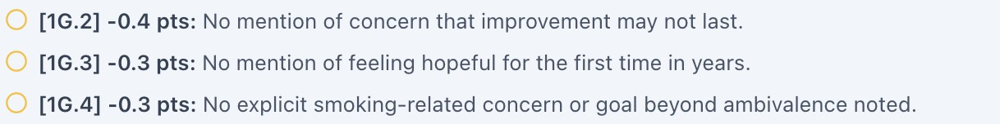 [1G.2] -0.4 pts: No mention of concern that improvement may not last.
[1G.3] -0.3 pts: No mention of feeling hopeful for the first time in years.
[1G.4] -0.3 pts: No explicit smoking-related concern or goal beyond ambivalence noted.